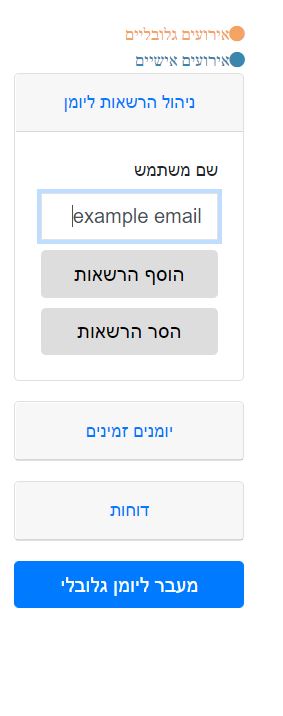 אירועים גלובליים
אירועים אישיים
ניהול הרשאות ליומן
שם משתמש
example email
הוסף הרשאות
הסר הרשאות
יומנים זמינים
דוחות
מעבר ליומן גלובלי